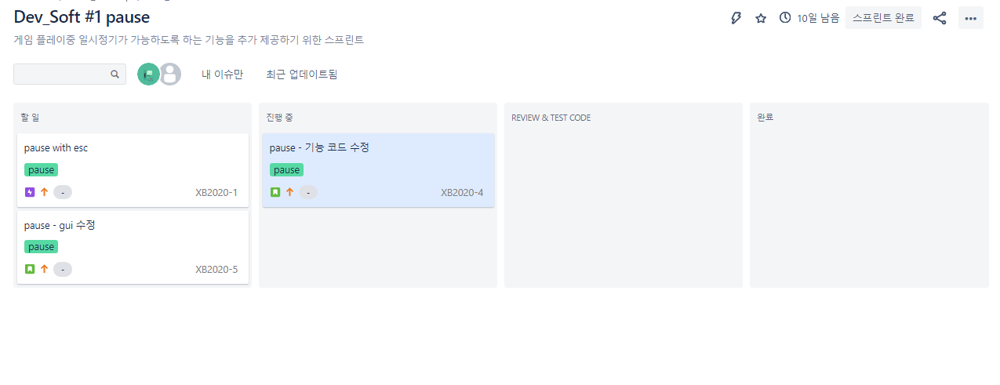 Dev_Soft #1 pause
10일 남음
스프린트 완료
게임 플레이중 일시정기가 가능하도록 하는 기능을 추가 제공하기 위한 스프린트
내 이슈만
최근 업데이트됨
할 일
진행 중
REVIEW & TEST CODE
완료
pause with esc
pause
-
XB2020-1
pause - gui 수정
pause
-
XB2020-5
pause - 기능 코드 수정
pause
-
XB2020-4